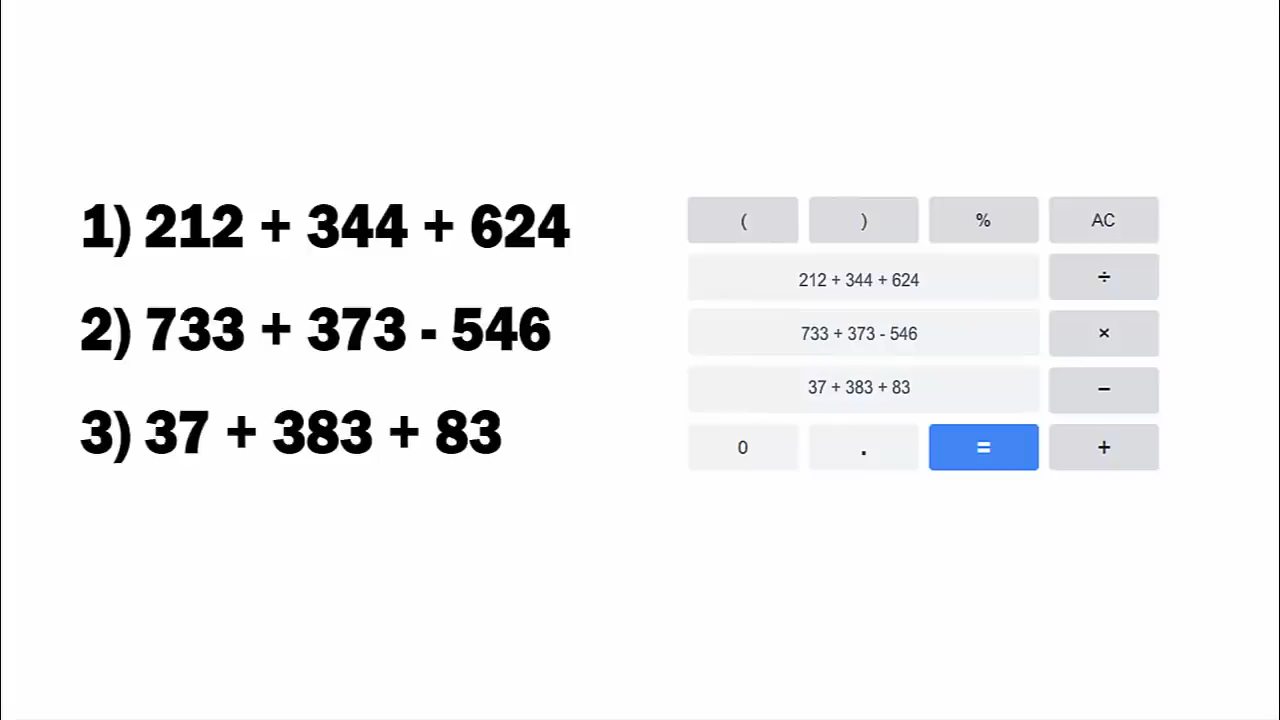 1) 212 + 344 + 624
2) 733 + 373 - 546
3) 37 + 383 + 83
( ) % AC
212 + 344 + 624 ÷
733 + 373 - 546 ×
37 + 383 + 83 −
0 . = +